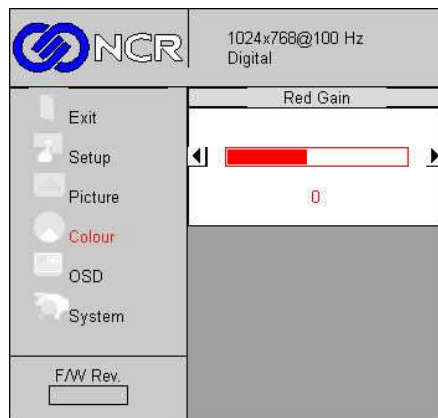 NCR
1024x768@100 Hz
Digital
Red Gain
0
Exit
Setup
Picture
Colour
OSD
System
F/W Rev.